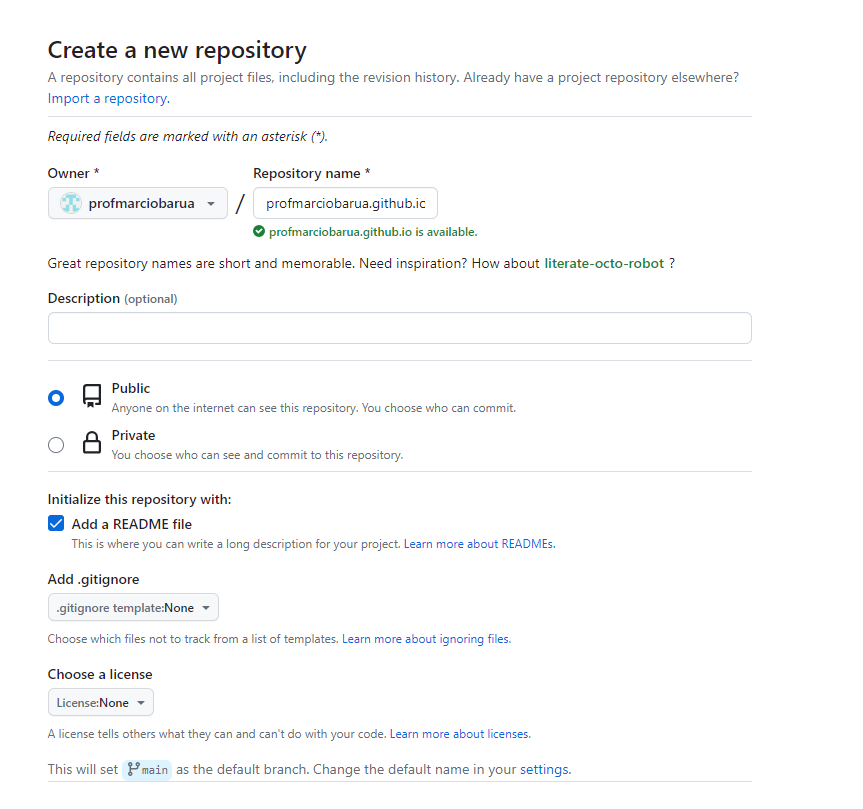 Create a new repository
A repository contains all project files, including the revision history. Already have a project repository elsewhere?
Import a repository.
Required fields are marked with an asterisk (*).
Owner *
Repository name *
profmarciobarua
/
profmarciobarua.github.io
profmarciobarua.github.io is available.
Great repository names are short and memorable. Need inspiration? How about literate-octo-robot ?
Description (optional)
Public
Anyone on the internet can see this repository. You choose who can commit.
Private
You choose who can see and commit to this repository.
Initialize this repository with:
Add a README file
This is where you can write a long description for your project. Learn more about READMEs.
Add .gitignore
.gitignore template:None
Choose which files not to track from a list of templates. Learn more about ignoring files.
Choose a license
License:None
A license tells others what they can and can't do with your code. Learn more about licenses.
This will set main as the default branch. Change the default name in your settings.